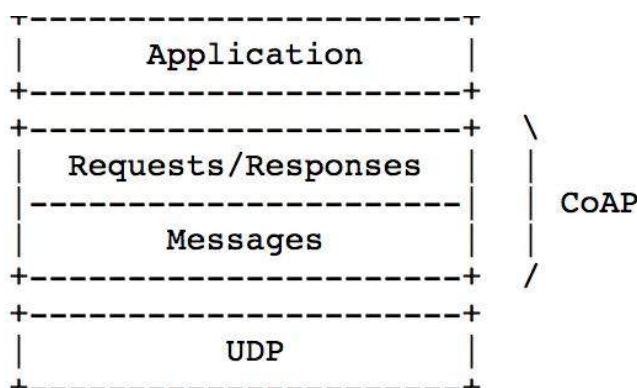 Application
Requests/Responses
CoAP
Messages
UDP